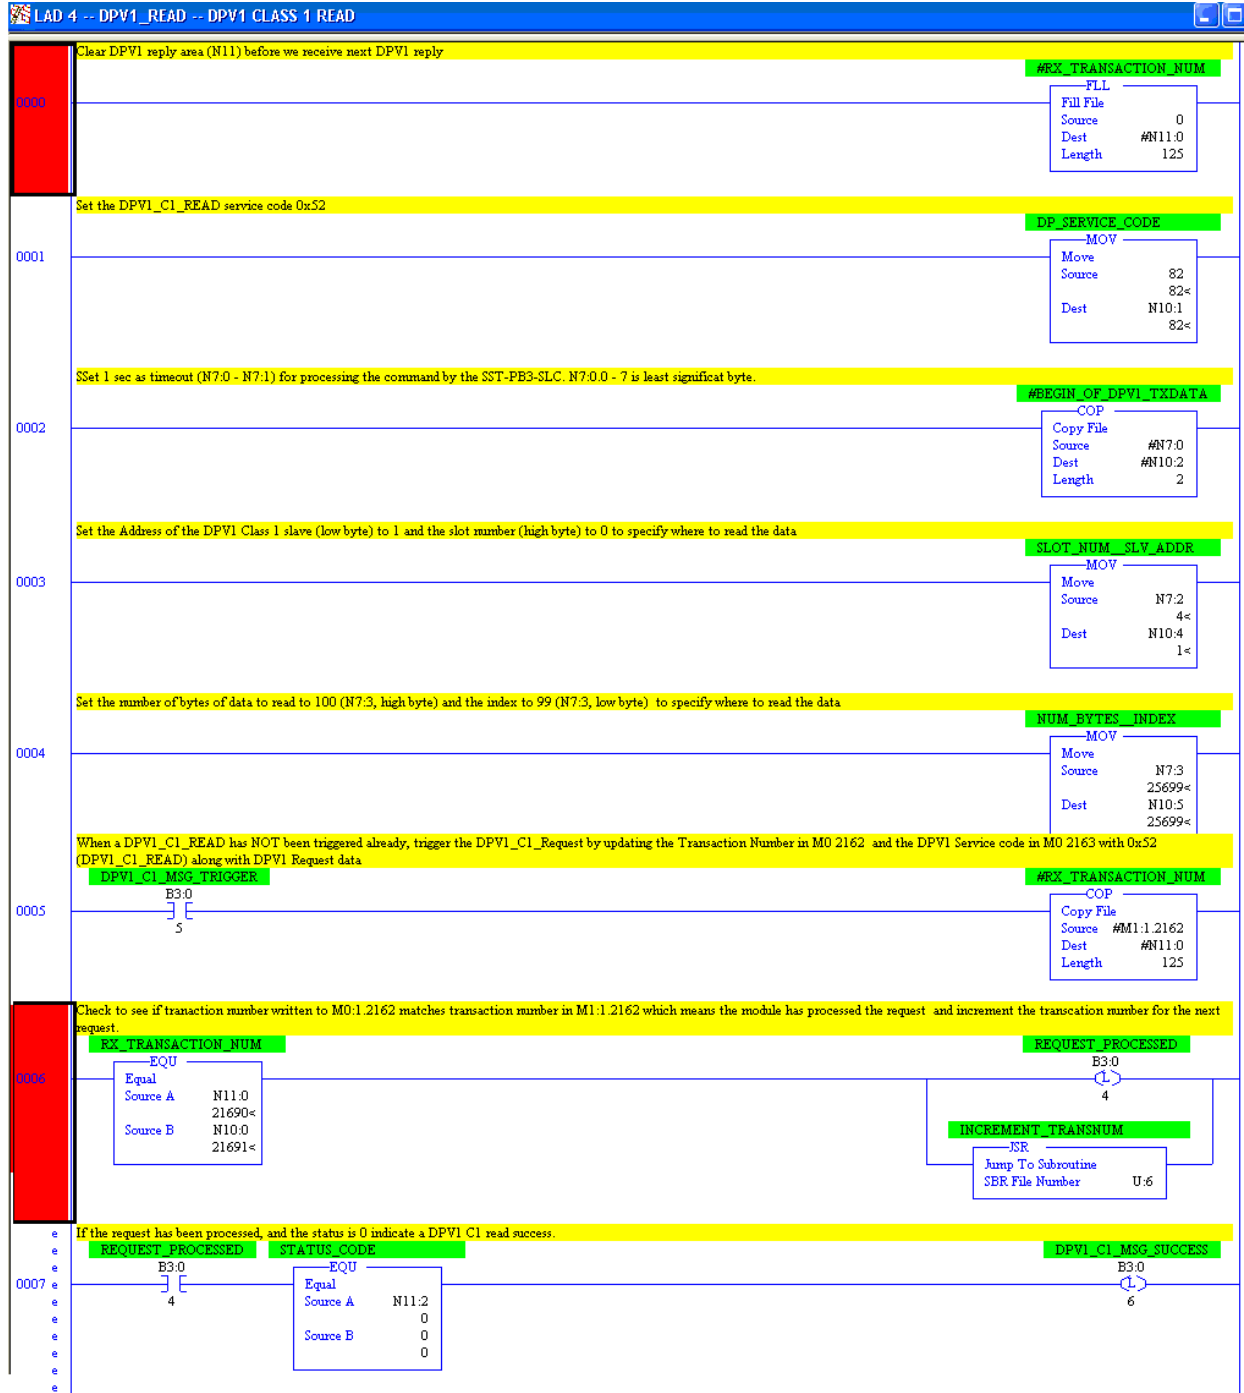 LAD 4 -- DPV1_READ -- DPV1 CLASS 1 READ
Clear DPV1 reply area (N11) before we receive next DPV1 reply
#RX_TRANSACTION_NUM
0000
FLL
Fill File
Source 0
Dest #N11:0
Length 125
Set the DPV1_C1_READ service code 0x52
DP_SERVICE_CODE
0001
MOV
Move
Source 82
82<
Dest N10:1
82<
SSet 1 sec as timeout (N7:0 - N7:1) for processing the command by the SST-PB3-SLC. N7:0.0 - 7 is least significat byte.
#BEGIN_OF_DPV1_TXDATA
0002
COP
Copy File
Source #N7:0
Dest #N10:2
Length 2
Set the Address of the DPV1 Class 1 slave (low byte) to 1 and the slot number (high byte) to 0 to specify where to read the data
SLOT_NUM__SLV_ADDR
0003
MOV
Move
Source N7:2
4<
Dest N10:4
1<
Set the number of bytes of data to read to 100 (N7:3, high byte) and the index to 99 (N7:3, low byte) to specify where to read the data
NUM_BYTES__INDEX
0004
MOV
Move
Source N7:3
25699<
Dest N10:5
25699<
When a DPV1_C1_READ has NOT been triggered already, trigger the DPV1_C1_Request by updating the Transaction Number in M0 2162 and the DPV1 Service code in M0 2163 with 0x52
(DPV1_C1_READ) along with DPV1 Request data
DPV1_C1_MSG_TRIGGER
#RX_TRANSACTION_NUM
0005
B3:0
5
COP
Copy File
Source #M1:1.2162
Dest #N11:0
Length 125
Check to see if tranaction number written to M0:1.2162 matches transaction number in M1:1.2162 which means the module has processed the request and increment the transcation number for the next
request.
RX_TRANSACTION_NUM
REQUEST_PROCESSED
0006
EQU
Equal
Source A N11:0
21690<
Source B N10:0
21691<
B3:0
L
4
INCREMENT_TRANSNUM
JSR
Jump To Subroutine
SBR File Number U:6
e If the request has been processed, and the status is 0 indicate a DPV1 C1 read success.
e REQUEST_PROCESSED STATUS_CODE DPV1_C1_MSG_SUCCESS
e B3:0 EQU B3:0
0007 e Equal L
e 4 Source A N11:2 6
e 0
e Source B 0
e 0
e
e